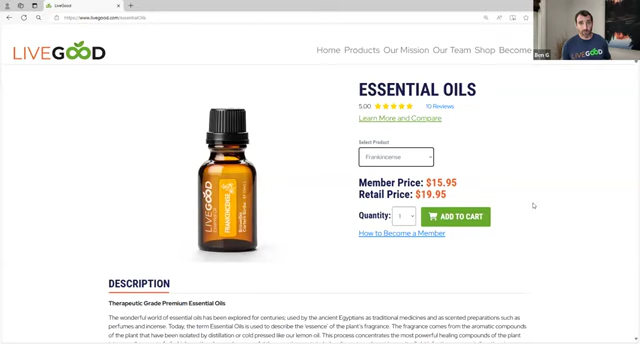 LiveGood
https://www.livegood.com/essentialoils
LIVEGOOD
Home Products Our Mission Our Team Shop Become
Ben G
ESSENTIAL OILS
5.00 10 Reviews
Learn More and Compare
Select Product
Frankincense
Member Price: $15.95
Retail Price: $19.95
Quantity: 1 ADD TO CART
How to Become a Member
LIVEGOOD
FRANKINCENSE
DESCRIPTION
Therapeutic Grade Premium Essential Oils
The wonderful world of essential oils has been explored for centuries; used by the ancient Egyptians as traditional medicines and as scented preparations such as
perfumes and incense. Today, the term Essential Oils is used to describe the 'essence' of the plant's fragrance. The fragrance comes from the aromatic compounds
of the plant that have been isolated by distillation or cold pressed like our lemon oil. This process concentrates the most powerful healing compounds of the plant